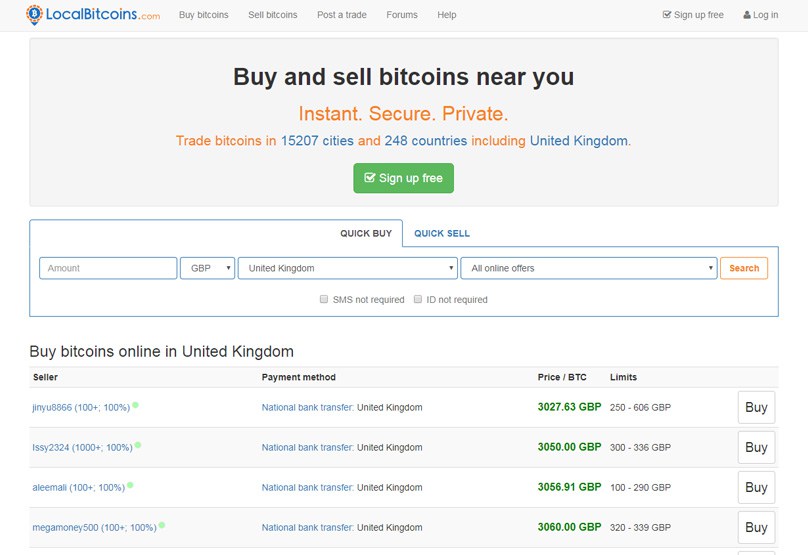 LocalBitcoins.com Buy bitcoins Sell bitcoins Post a trade Forums Help Sign up free Log in
Buy and sell bitcoins near you
Instant. Secure. Private.
Trade bitcoins in 15207 cities and 248 countries including United Kingdom.
Sign up free
QUICK BUY QUICK SELL
Amount GBP United Kingdom All online offers Search
SMS not required ID not required
Buy bitcoins online in United Kingdom
Seller Payment method Price / BTC Limits
jinyu8866 (100+; 100%) National bank transfer: United Kingdom 3027.63 GBP 250 - 606 GBP Buy
Issy2324 (1000+; 100%) National bank transfer: United Kingdom 3050.00 GBP 300 - 336 GBP Buy
aleemali (100+; 100%) National bank transfer: United Kingdom 3056.91 GBP 100 - 290 GBP Buy
megamoney500 (100+; 100%) National bank transfer: United Kingdom 3060.00 GBP 320 - 339 GBP Buy